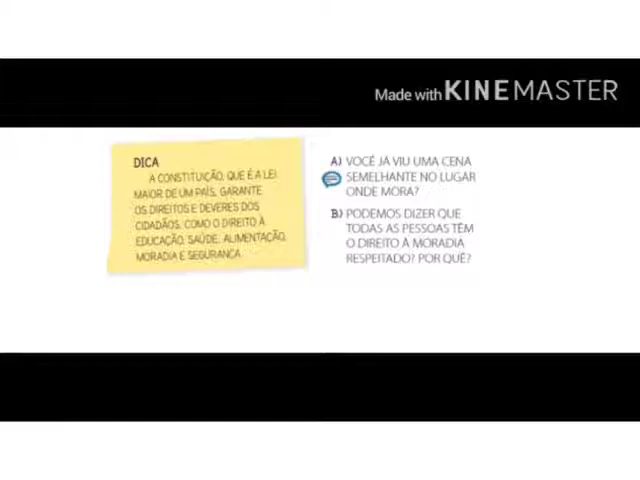 Made with KINEMASTER
DICA
A CONSTITUIÇÃO, QUE É A LEI
MAIOR DE UM PAÍS, GARANTE
OS DIREITOS E DEVERES DOS
CIDADÃOS, COMO O DIREITO À
EDUCAÇÃO, SAÚDE, ALIMENTAÇÃO,
MORADIA E SEGURANÇA.
A) VOCÊ JÁ VIU UMA CENA
SEMELHANTE NO LUGAR
ONDE MORA?
B) PODEMOS DIZER QUE
TODAS AS PESSOAS TÊM
O DIREITO À MORADIA
RESPEITADO? POR QUÊ?